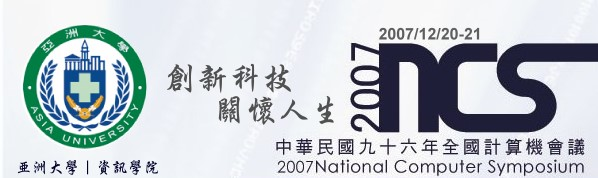 亞洲大學
ASIA UNIVERSITY
亞洲大學 | 資訊學院
創新科技
關懷人生
2007/12/20-21
2007
ncs
中華民國九十六年全國計算機會議
2007National Computer Symposium